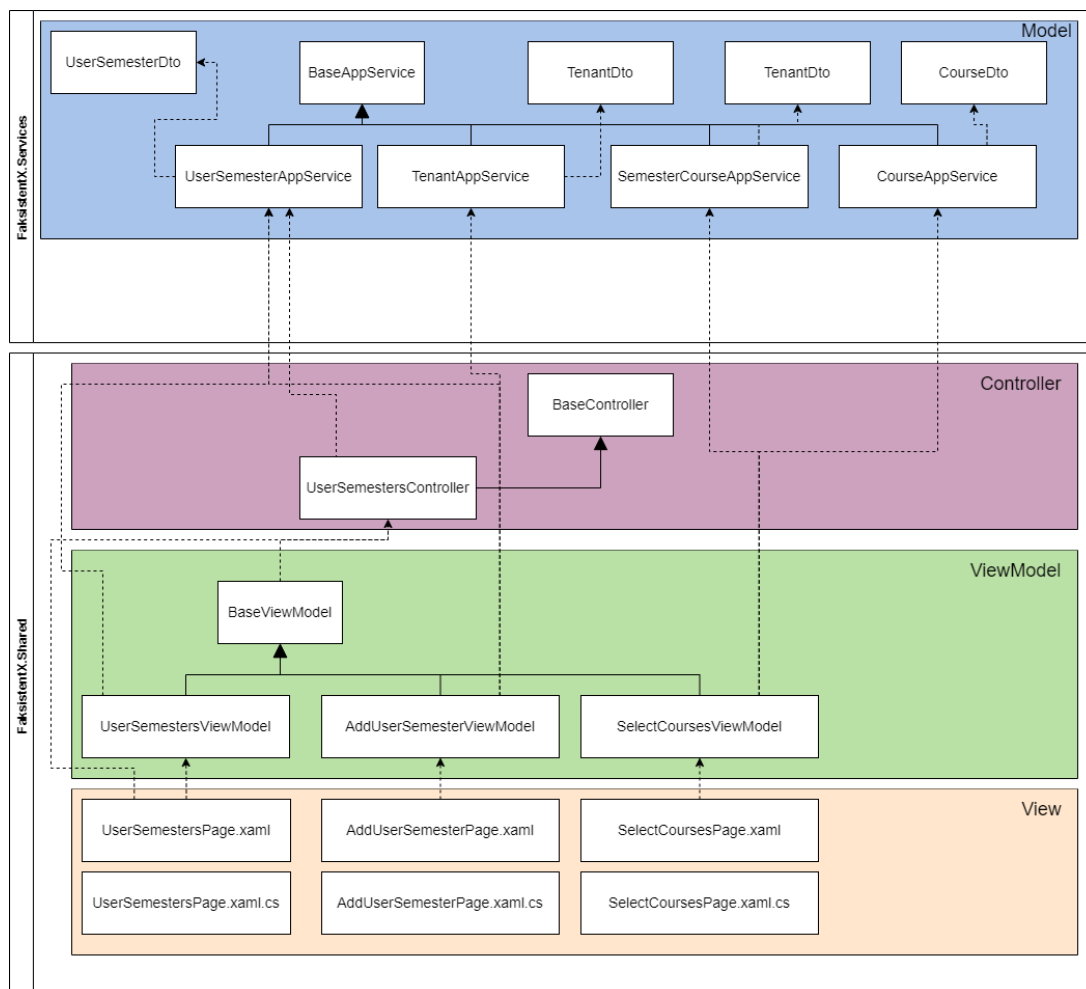 FaksistentX.Services
Model
UserSemesterDto
BaseAppService
TenantDto
TenantDto
CourseDto
UserSemesterAppService
TenantAppService
SemesterCourseAppService
CourseAppService
FaksistentX.Shared
Controller
BaseController
UserSemestersController
ViewModel
BaseViewModel
UserSemestersViewModel
AddUserSemesterViewModel
SelectCoursesViewModel
View
UserSemestersPage.xaml
AddUserSemesterPage.xaml
SelectCoursesPage.xaml
UserSemestersPage.xaml.cs
AddUserSemesterPage.xaml.cs
SelectCoursesPage.xaml.cs